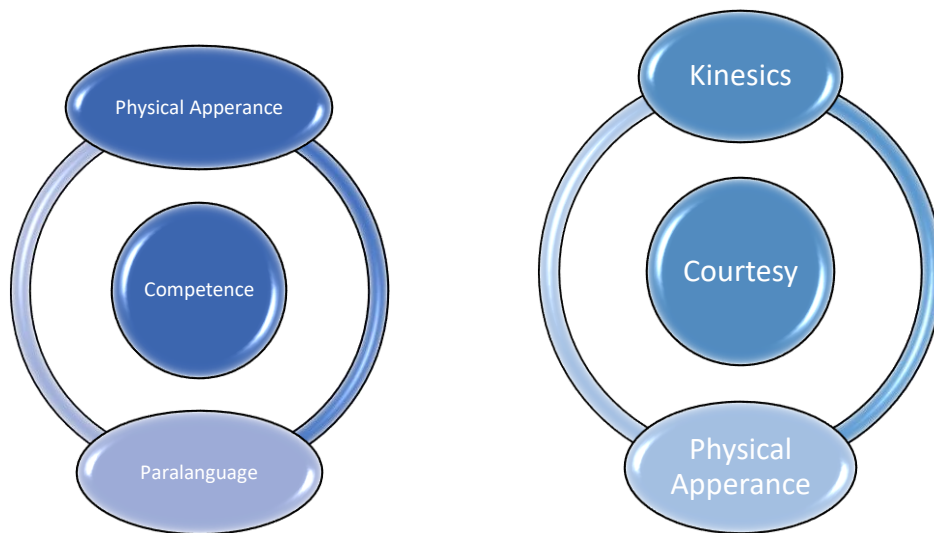 Physical Apperance
Competence
Paralanguage
Kinesics
Courtesy
Physical
Apperance